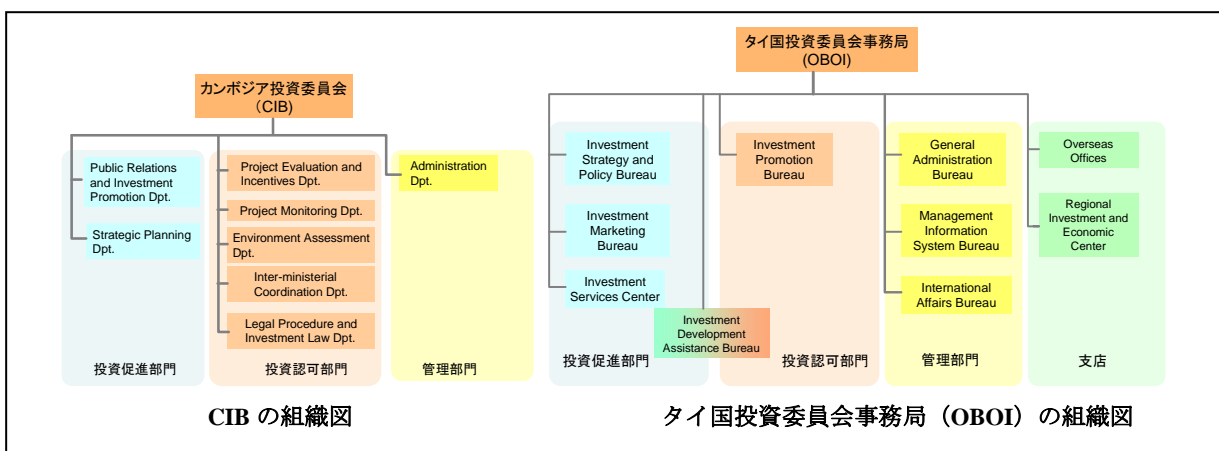 カンボジア投資委員会
（CIB)
Public Relations
and Investment
Promotion Dpt.
Strategic Planning
Dpt.
投資促進部門
Project Evaluation and
Incentives Dpt.
Project Monitoring Dpt.
Environment Assessment
Dpt.
Inter-ministerial
Coordination Dpt.
Legal Procedure and
Investment Law Dpt.
投資認可部門
Administration
Dpt.
管理部門
CIB の組織図
タイ国投資委員会事務局
(OBOI)
Investment
Strategy and
Policy Bureau
Investment
Marketing
Bureau
Investment
Services Center
投資促進部門
Investment
Development
Assistance Bureau
Investment
Promotion
Bureau
投資認可部門
General
Administration
Bureau
Management
Information
System Bureau
International
Affairs Bureau
管理部門
Overseas
Offices
Regional
Investment and
Economic
Center
支店
タイ国投資委員会事務局（OBOI）の組織図